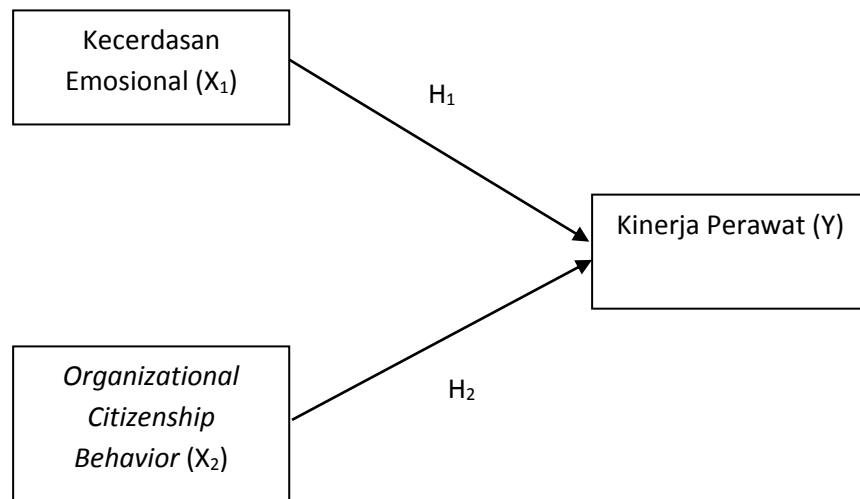 Kecerdasan
Emosional (X₁)
H₁
Kinerja Perawat (Y)
Organizational
Citizenship
Behavior (X₂)
H₂